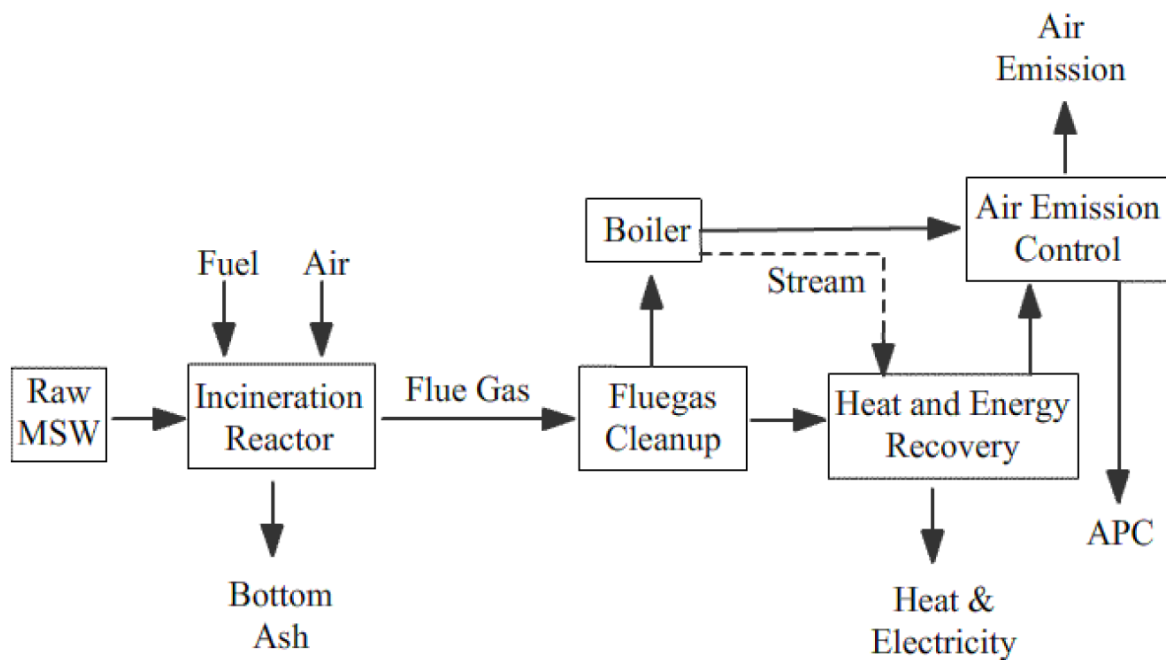 Air
Emission
Boiler
Air Emission
Control
Fuel
Air
Stream
Raw
MSW
Incineration
Reactor
Flue Gas
Fluegas
Cleanup
Heat and Energy
Recovery
APC
Bottom
Ash
Heat &
Electricity